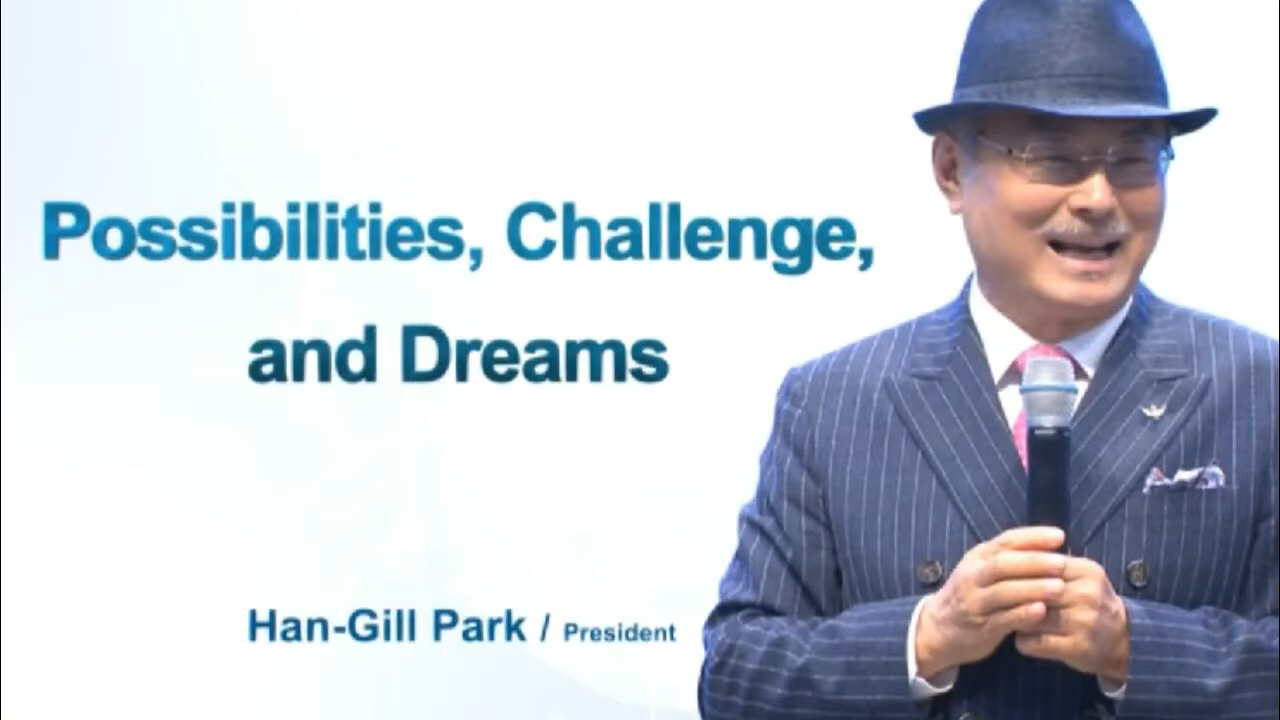 Possibilities, Challenge,
and Dreams
Han-Gill Park / President